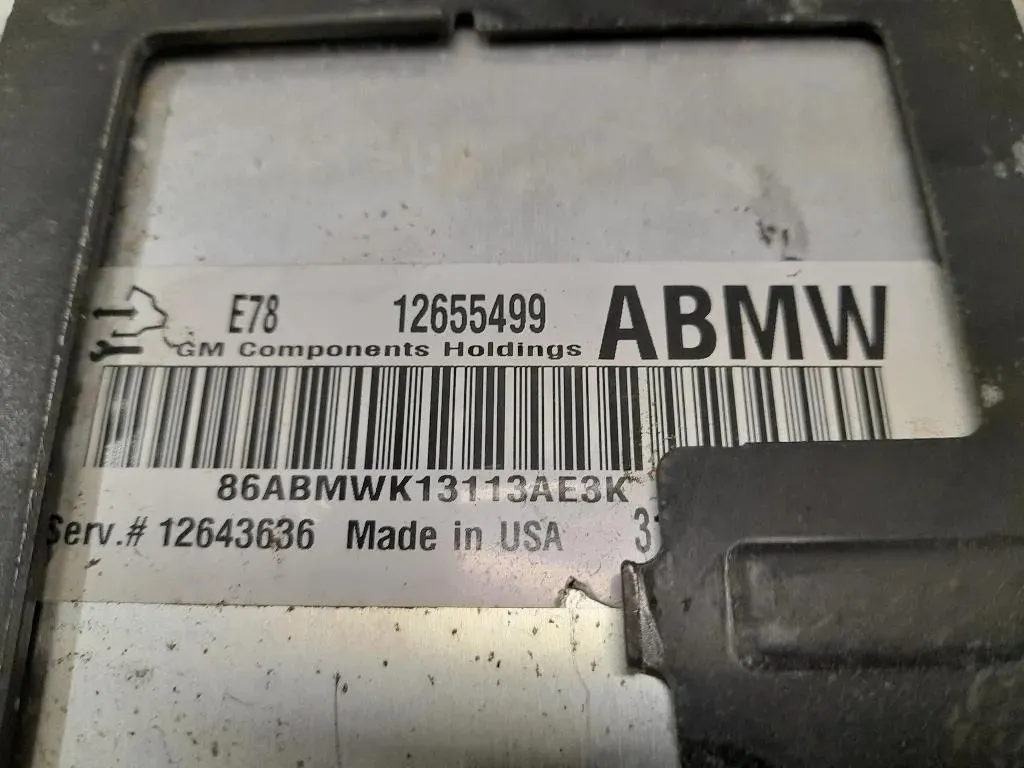 E78 12655499 ABMW
GM Components Holdings
86ABMWK13113AE3K
Serv.# 12643636 Made in USA